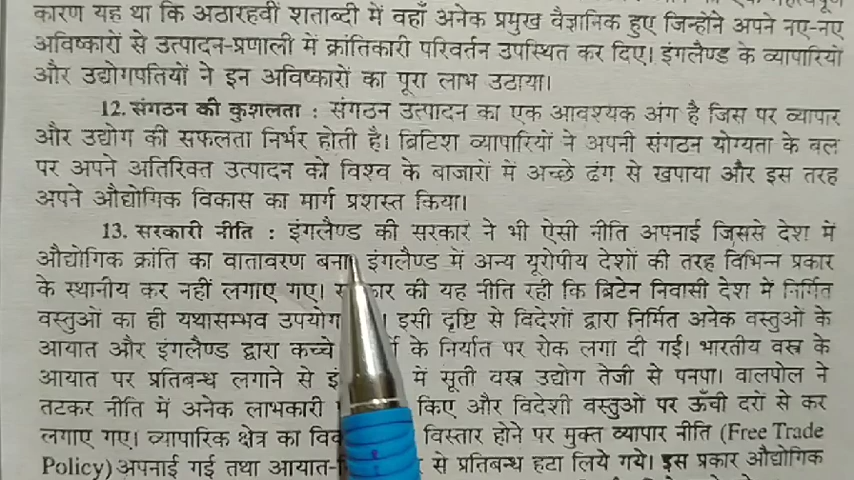 कारण यह था कि अठारहवीं शताब्दी में वहाँ अनेक प्रमुख वैज्ञानिक हुए जिन्होंने अपने नए-नए
अविष्कारों से उत्पादन-प्रणाली में क्रांतिकारी परिवर्तन उपस्थित कर दिए। इंगलैण्ड के व्यापारियों
और उद्योगपतियों ने इन अविष्कारों का पूरा लाभ उठाया।
12. संगठन की कुशलता : संगठन उत्पादन का एक आवश्यक अंग है जिस पर व्यापार
और उद्योग की सफलता निर्भर होती है। ब्रिटिश व्यापारियों ने अपनी संगठन योग्यता के बल
पर अपने अतिरिक्त उत्पादन को विश्व के बाजारों में अच्छे ढंग से खपाया और इस तरह
अपने औद्योगिक विकास का मार्ग प्रशस्त किया।
13. सरकारी नीति : इंगलैण्ड की सरकार ने भी ऐसी नीति अपनाई जिससे देश में
औद्योगिक क्रांति का वातावरण बना। इंगलैण्ड में अन्य यूरोपीय देशों की तरह विभिन्न प्रकार
के स्थानीय कर नहीं लगाए गए। की यह नीति रही कि ब्रिटेन निवासी देश में निर्मित
वस्तुओं का ही यथासम्भव उपयोग इसी दृष्टि से विदेशों द्वारा निर्मित अनेक वस्तुओं के
आयात और इंगलैण्ड द्वारा कच्चे के निर्यात पर रोक लगा दी गई। भारतीय वस्त्र के
आयात पर प्रतिबन्ध लगाने से में सूती वस्त्र उद्योग तेजी से पनपा। वालपोल ने
तटकर नीति में अनेक लाभकारी किए और विदेशी वस्तुओं पर ऊँची दरों से कर
लगाए गए। व्यापारिक क्षेत्र का विस्तार होने पर मुक्त व्यापार नीति (Free Trade
Policy) अपनाई गई तथा से प्रतिबन्ध हटा लिये गये। इस प्रकार औद्योगिक